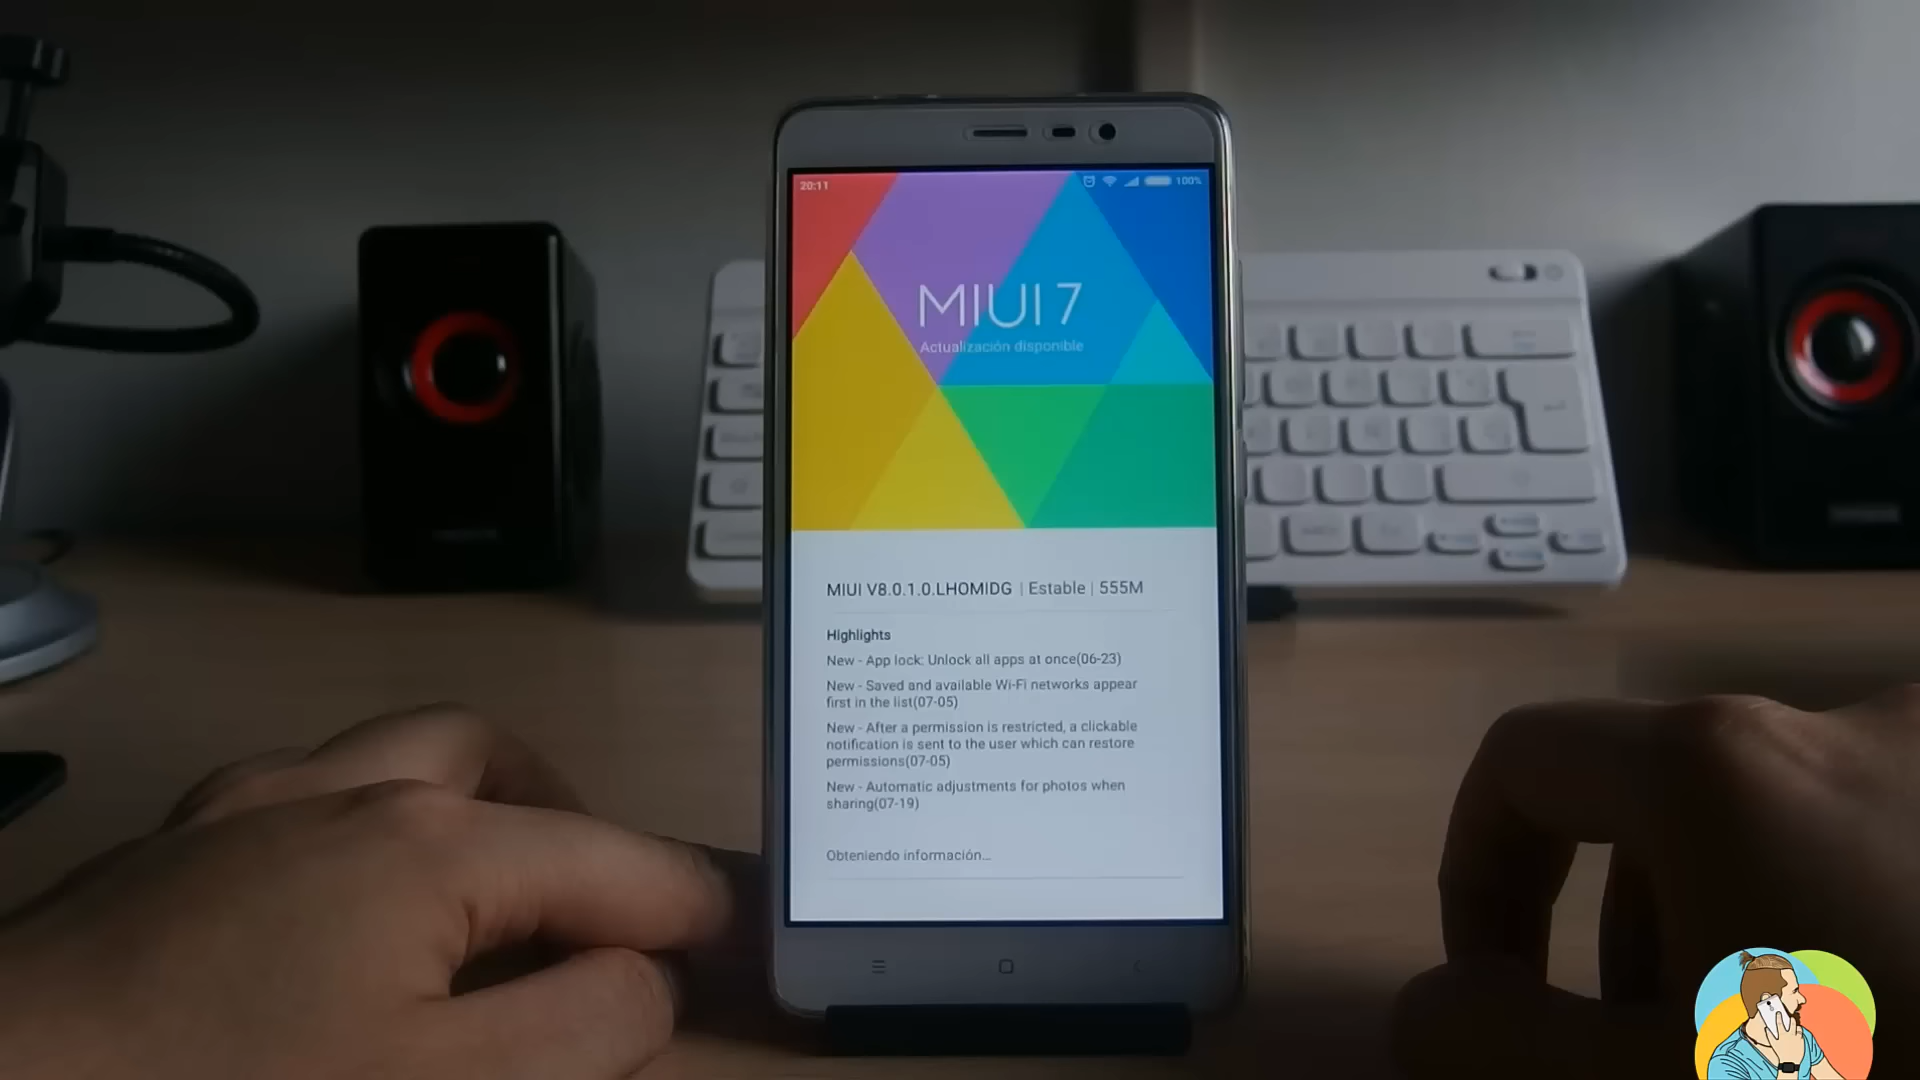 20:11
100%
MIUI 7
Actualización disponible
MIUI V8.0.1.0.LHOMIDG | Estable | 555M
Highlights
New - App lock: Unlock all apps at once(06-23)
New - Saved and available Wi-Fi networks appear
first in the list(07-05)
New - After a permission is restricted, a clickable
notification is sent to the user which can restore
permissions(07-05)
New - Automatic adjustments for photos when
sharing(07-19)
Obteniendo información...